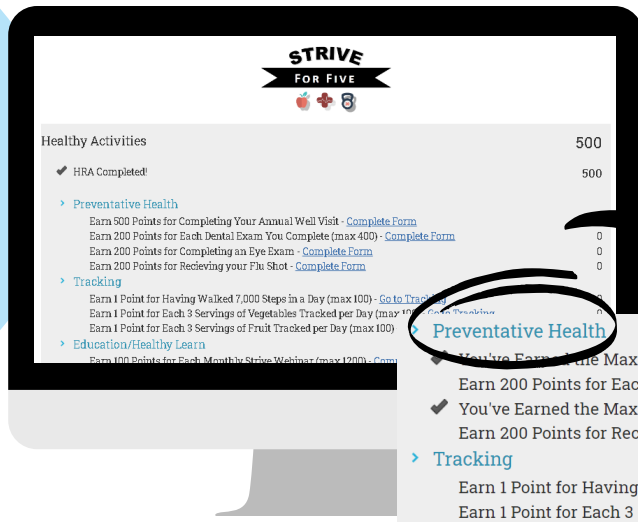 STRIVE
FOR FIVE
Healthy Activities 500
HRA Completed! 500
Preventative Health
Earn 500 Points for Completing Your Annual Well Visit - Complete Form
Earn 200 Points for Each Dental Exam You Complete (max 400) - Complete Form 0
Earn 200 Points for Completing an Eye Exam - Complete Form 0
Earn 200 Points for Recieving your Flu Shot - Complete Form 0
Tracking
Earn 1 Point for Having Walked 7,000 Steps in a Day (max 100) - Go to Tracking 0
Earn 1 Point for Each 3 Servings of Vegetables Tracked per Day (max 100) - Go to Tracking
Earn 1 Point for Each 3 Servings of Fruit Tracked per Day (max 100)
Education/Healthy Learn
Earn 100 Points for Each Monthly Strive Webinar (max 1200) -
Preventative Health
You've Earned the Max
Earn 200 Points for Eac
You've Earned the Max
Earn 200 Points for Rec
Tracking
Earn 1 Point for Having
Earn 1 Point for Each 3